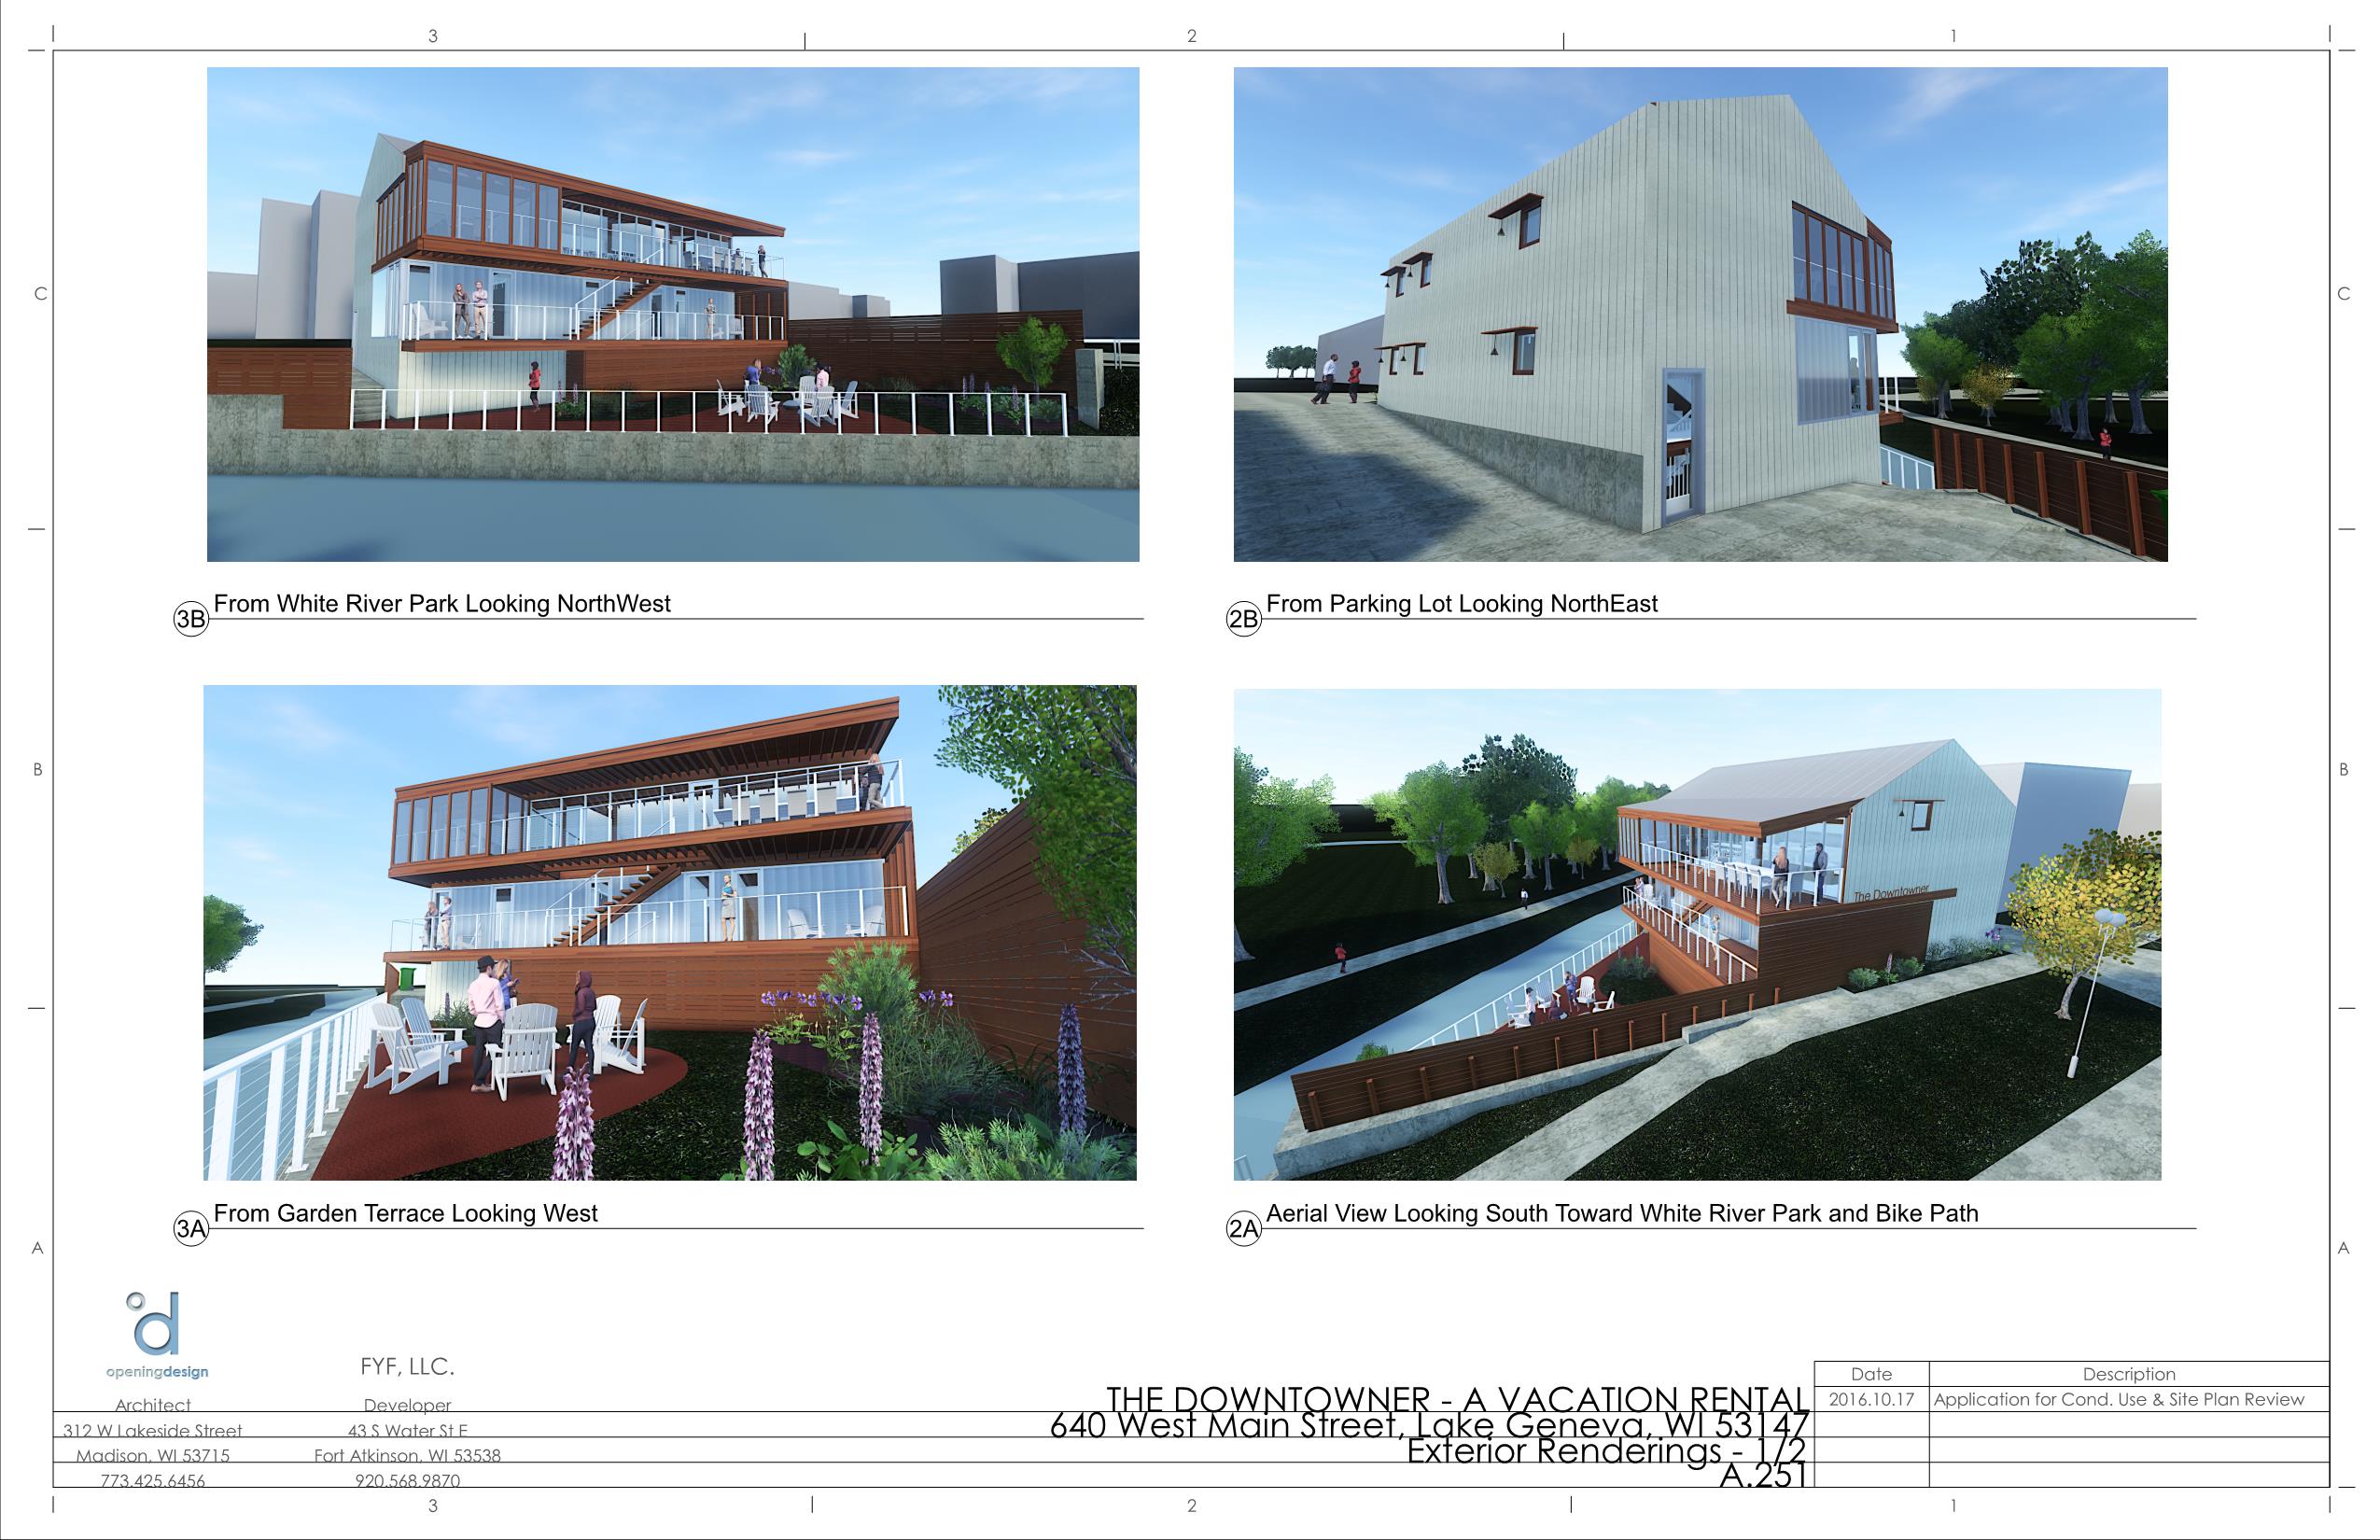 3 2 1
C C
3B From White River Park Looking NorthWest
2B From Parking Lot Looking NorthEast
B B
The Downtowner
3A From Garden Terrace Looking West
2A Aerial View Looking South Toward White River Park and Bike Path
A A
d
openingdesign
Architect
312 W Lakeside Street
Madison, WI 53715
773.425.6456
FYF, LLC.
Developer
43 S Water St E
Fort Atkinson, WI 53538
920.568.9870
THE DOWNTOWNER - A VACATION RENTAL
640 West Main Street, Lake Geneva, WI 53147
Exterior Renderings - 1/2
A.251
Date Description
2016.10.17 Application for Cond. Use & Site Plan Review
3 2 1